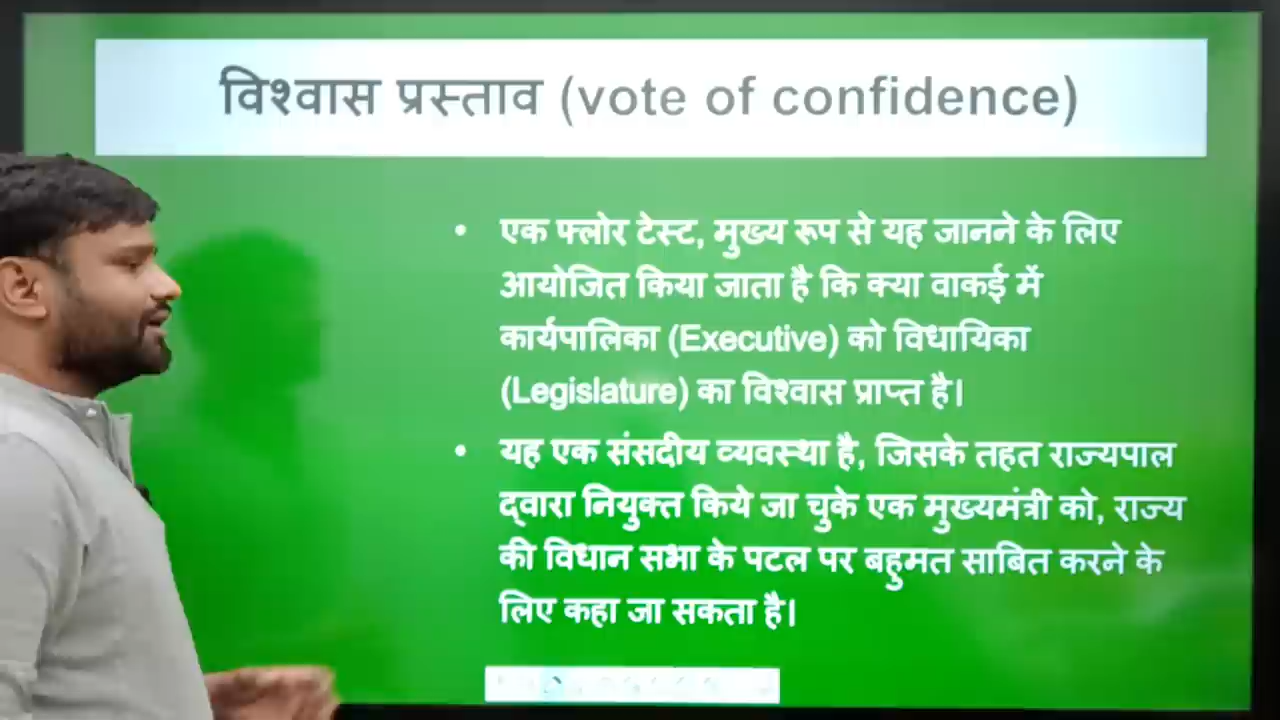 विश्वास प्रस्ताव (vote of confidence)
• एक फ्लोर टेस्ट, मुख्य रूप से यह जानने के लिए
आयोजित किया जाता है कि क्या वाकई में
कार्यपालिका (Executive) को विधायिका
(Legislature) का विश्वास प्राप्त है।
• यह एक संसदीय व्यवस्था है, जिसके तहत राज्यपाल
द्वारा नियुक्त किये जा चुके एक मुख्यमंत्री को, राज्य
की विधान सभा के पटल पर बहुमत साबित करने के
लिए कहा जा सकता है।